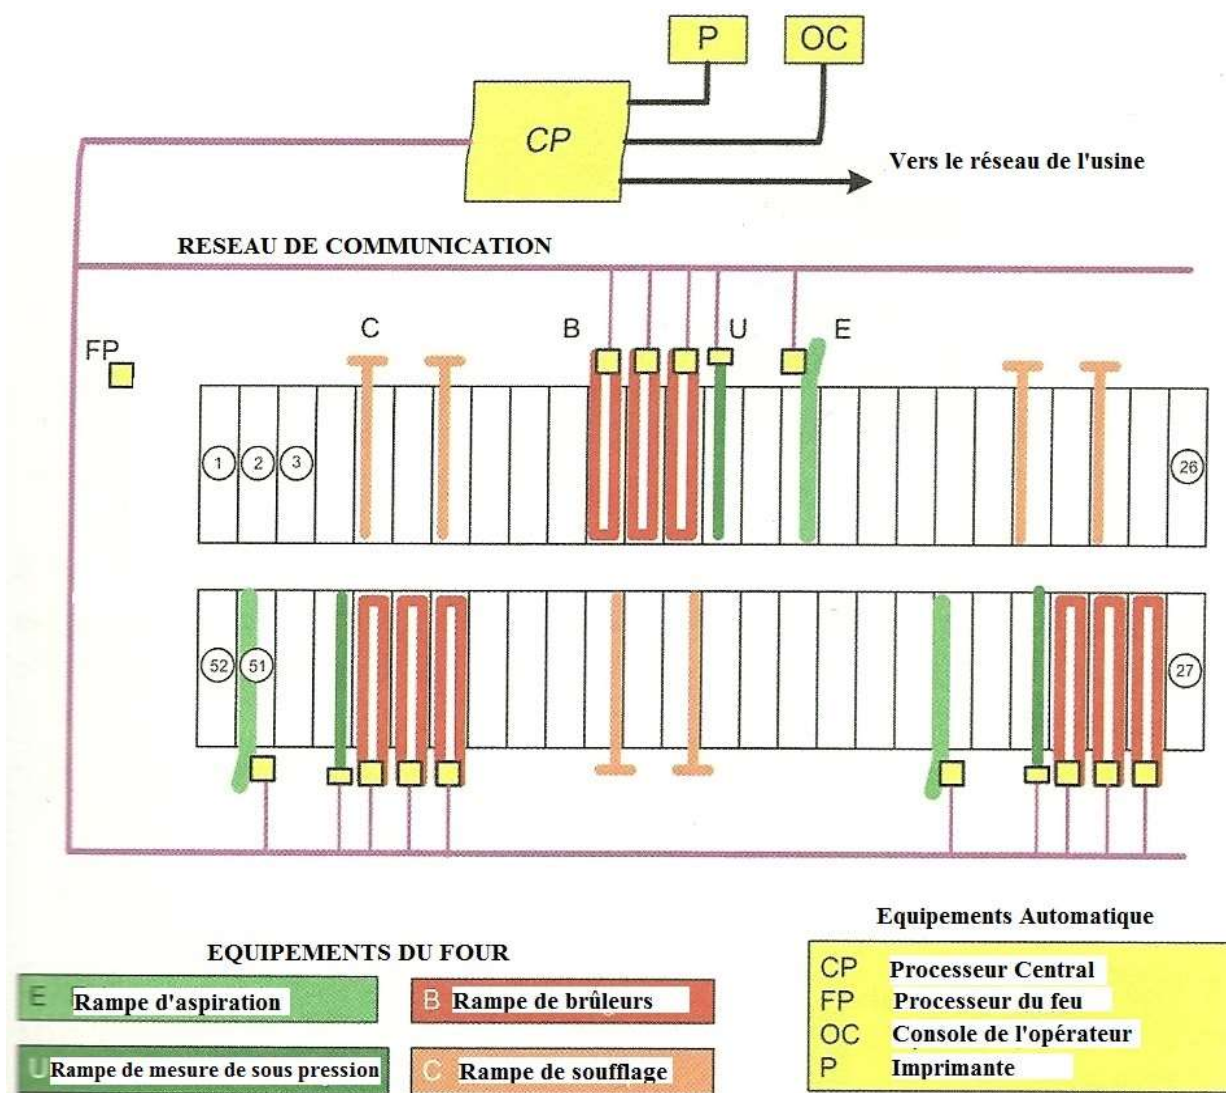 P OC
CP
Vers le réseau de l'usine
RESEAU DE COMMUNICATION
FP C B U E
1 2 3 26
52 51 27
Equipements Automatique
EQUIPEMENTS DU FOUR
E Rampe d'aspiration
B Rampe de brûleurs
U Rampe de mesure de sous pression
C Rampe de soufflage
CP Processeur Central
FP Processeur du feu
OC Console de l'opérateur
P Imprimante